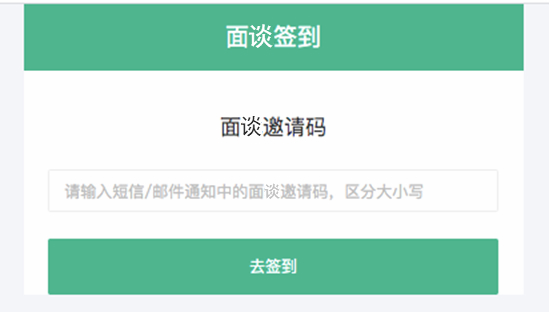 面谈签到
面谈邀请码
请输入短信/邮件通知中的面谈邀请码，区分大小写
去签到